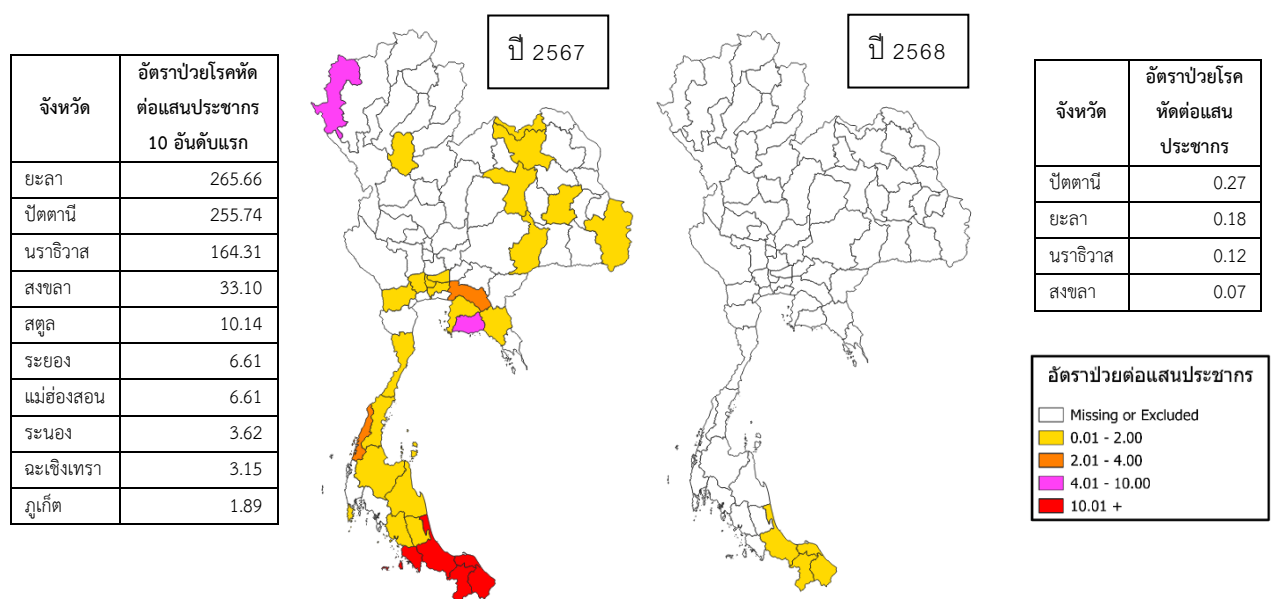 ปี 2567
จังหวัด
อัตราป่วยโรคหัด
ต่อแสนประชากร
10 อันดับแรก
ยะลา 265.66
ปัตตานี 255.74
นราธิวาส 164.31
สงขลา 33.10
สตูล 10.14
ระยอง 6.61
แม่ฮ่องสอน 6.61
ระนอง 3.62
ฉะเชิงเทรา 3.15
ภูเก็ต 1.89
ปี 2568
จังหวัด
อัตราป่วยโรค
หัดต่อแสน
ประชากร
ปัตตานี 0.27
ยะลา 0.18
นราธิวาส 0.12
สงขลา 0.07
อัตราป่วยต่อแสนประชากร
Missing or Excluded
0.01 - 2.00
2.01 - 4.00
4.01 - 10.00
10.01 +